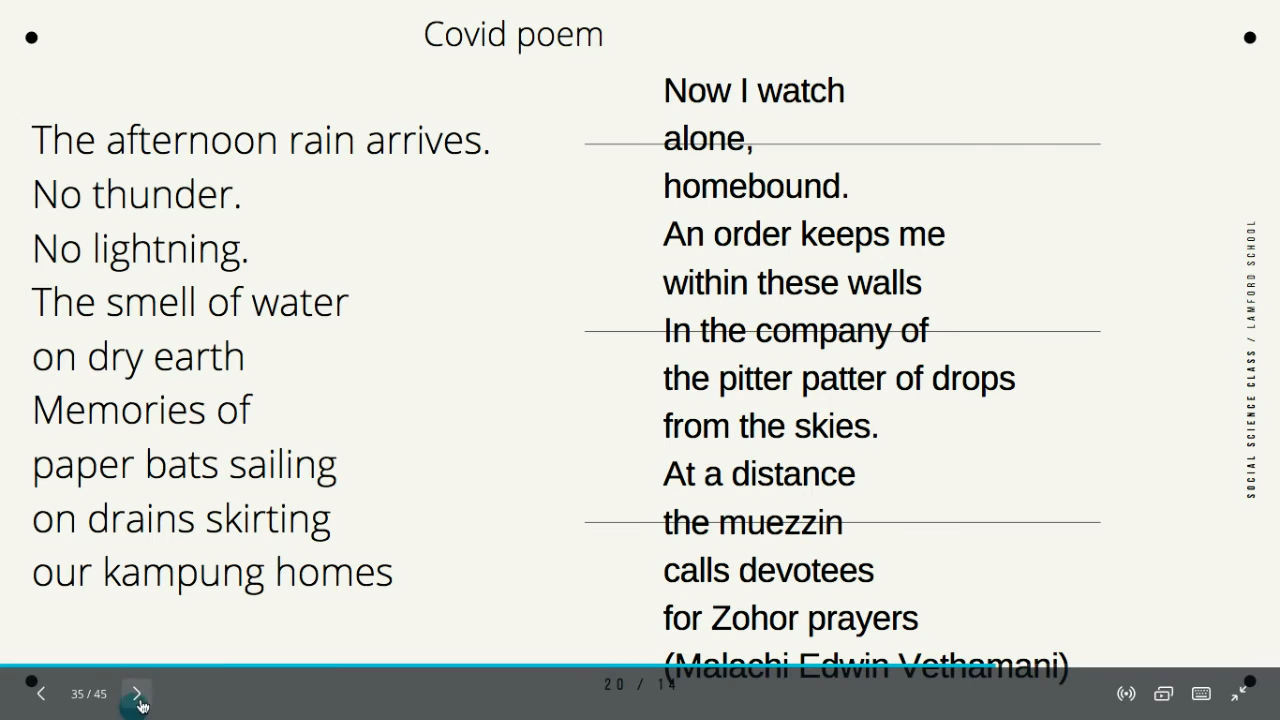 Covid poem
The afternoon rain arrives.
No thunder.
No lightning.
The smell of water
on dry earth
Memories of
paper bats sailing
on drains skirting
our kampung homes
Now I watch
alone,
homebound.
An order keeps me
within these walls
In the company of
the pitter patter of drops
from the skies.
At a distance
the muezzin
calls devotees
for Zohor prayers
(Malachi Edwin Vethamani)
SOCIAL SCIENCE CLASS / LAMFORD SCHOOL
20 / 14
35 / 45